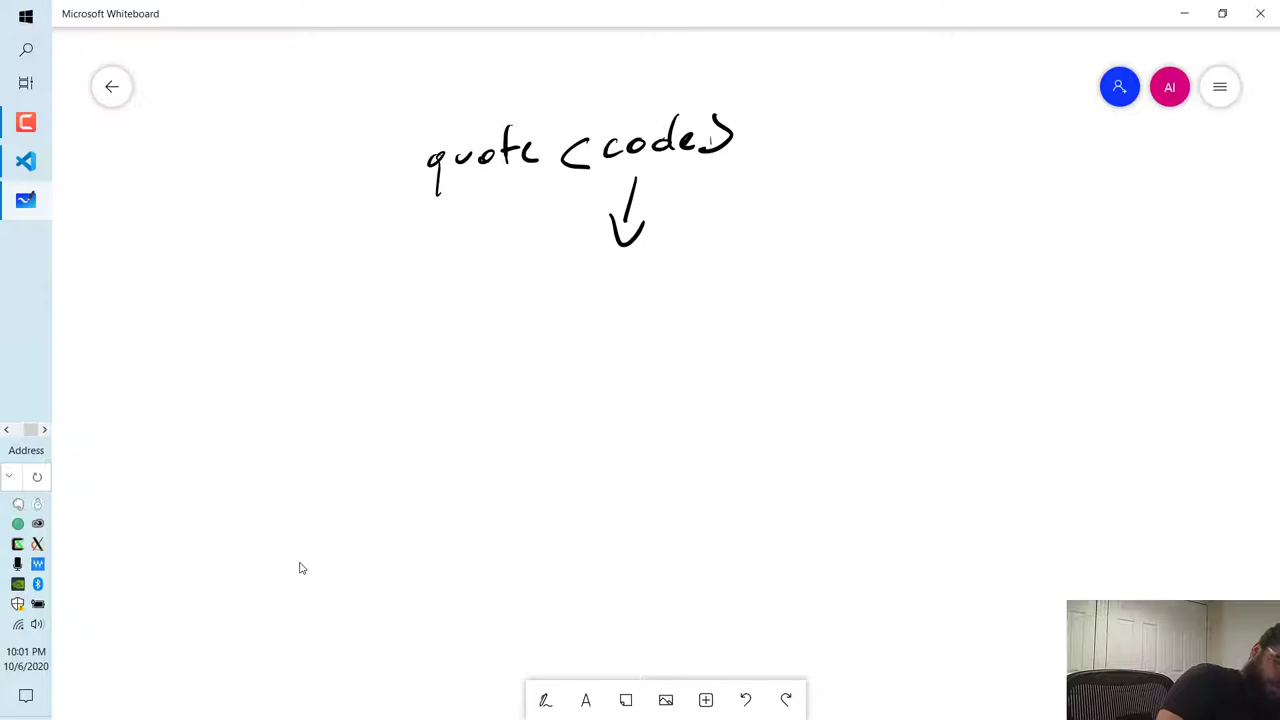 Microsoft Whiteboard
AI
quote (code)
Address
10:01 PM
10/6/2020
A